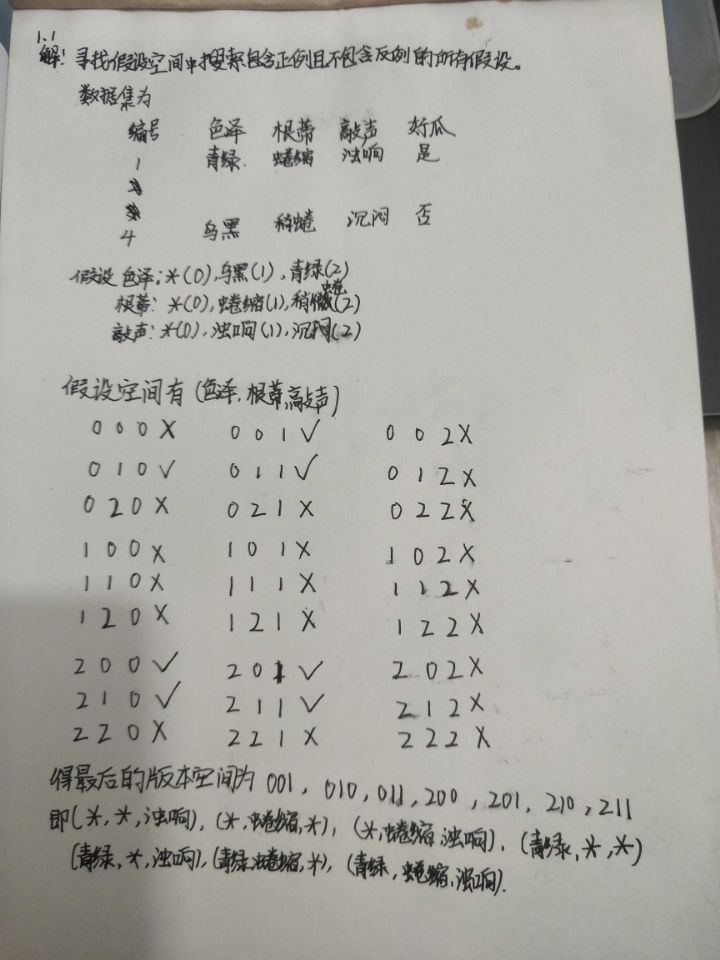 1.1
解: 寻找假设空间中搜索包含正例且不包含反例的所有假设。
数据集为
编号 色泽 根蒂 敲声 好瓜
1 青绿 蜷缩 浊响 是
4 乌黑 稍蜷 沉闷 否
假设 色泽: *(0), 乌黑(1), 青绿(2)
根蒂: *(0), 蜷缩(1), 稍蜷(2)
敲声: *(0), 浊响(1), 沉闷(2)
假设空间有(色泽, 根蒂, 敲声)
000× 001✓ 002×
010✓ 011✓ 012×
020× 021× 022×
100× 101× 102×
110× 111× 112×
120× 121× 122×
200✓ 201✓ 202×
210✓ 211✓ 212×
220× 221× 222×
得最后的版本空间为 001, 010, 011, 200, 201, 210, 211
即(*, *, 浊响), (*, 蜷缩, *), (*, 蜷缩, 浊响), (青绿, *, *)
(青绿, *, 浊响), (青绿, 蜷缩, *), (青绿, 蜷缩, 浊响).